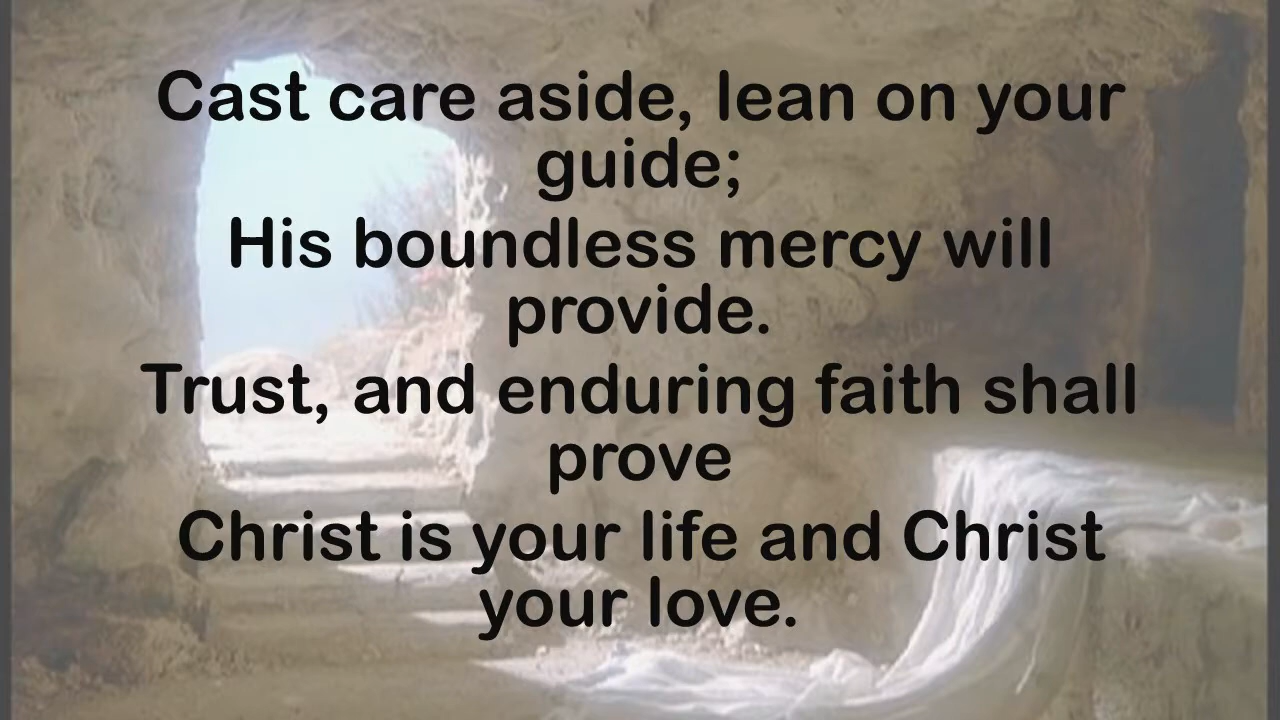 Cast care aside, lean on your
guide;
His boundless mercy will
provide.
Trust, and enduring faith shall
prove
Christ is your life and Christ
your love.